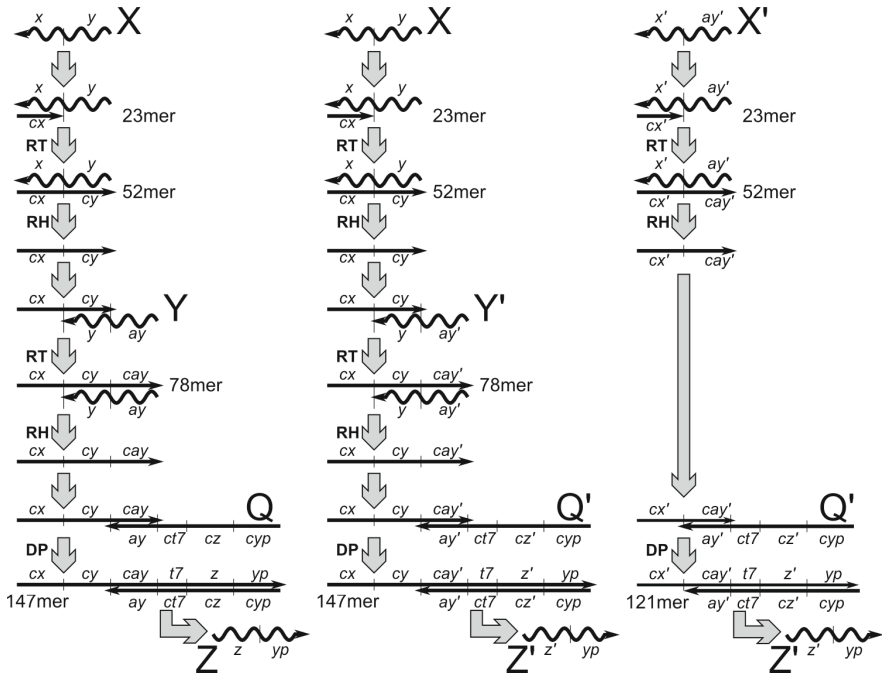 x y X x y X x' ay' X'
x y x y x' ay'
cx 23mer cx 23mer cx' 23mer
RT RT RT
x y x y x' ay'
cx cy 52mer cx cy 52mer cx' cay' 52mer
RH RH RH
cx cy cx cy cx' cay'
cx cy Y cx cy Y'
y ay y ay'
RT RT
cx cy cay 78mer cx cy cay' 78mer
y ay y ay'
RH RH
cx cy cay cx cy cay'
cx cy cay Q cx cy cay' Q' cx' cay' Q'
ay ct7 cz cyp ay' ct7 cz' cyp ay' ct7 cz' cyp
DP DP DP
cx cy cay t7 z yp cx cy cay' t7 z' yp cx' cay' t7 z' yp
147mer ay ct7 cz cyp 147mer ay' ct7 cz' cyp 121mer ay' ct7 cz' cyp
Z z yp Z' z' yp Z' z' yp